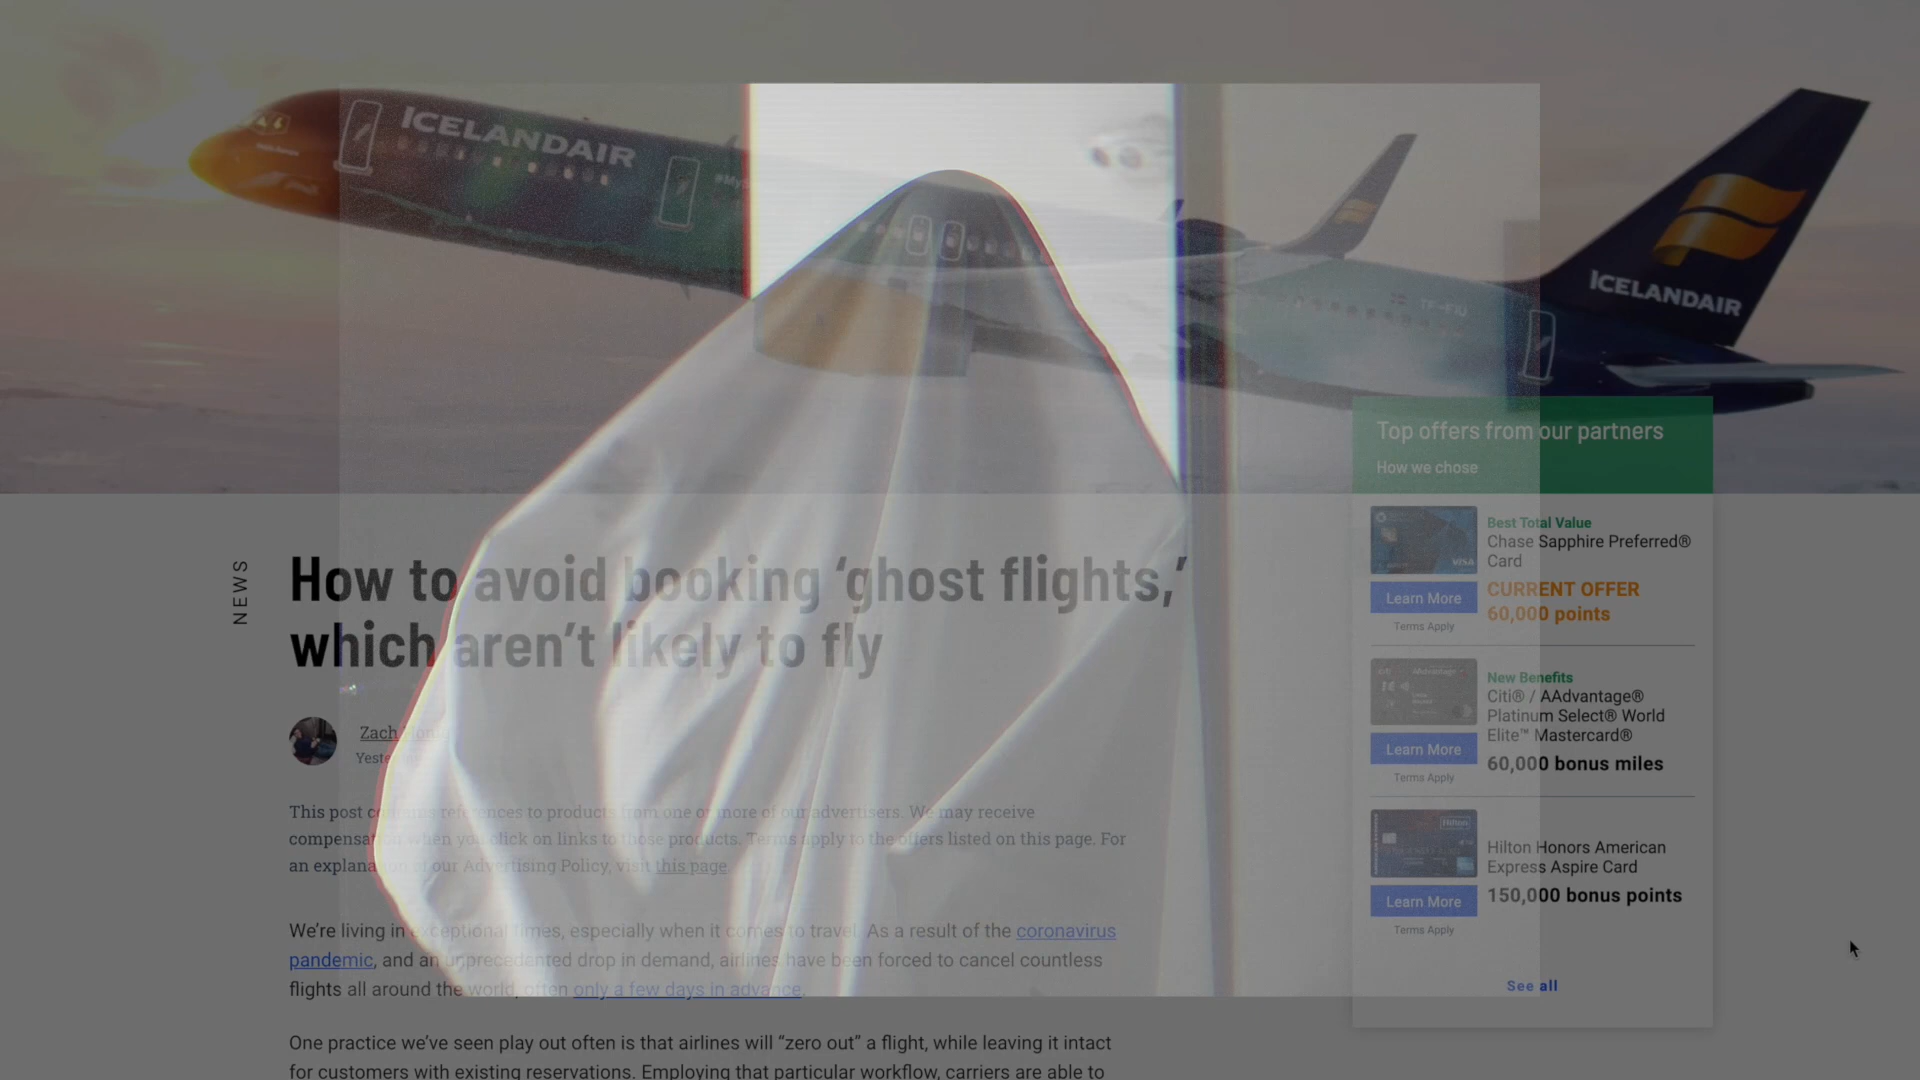 ICELANDAIR
ICELANDAIR
TF-FIU
Top offers from our partners
How we chose
Best Total Value
Chase Sapphire Preferred®
Card
VISA
CURRENT OFFER
60,000 points
Learn More
Terms Apply
New Benefits
Citi® / AAdvantage®
Platinum Select® World
Elite™ Mastercard®
60,000 bonus miles
Learn More
Terms Apply
Hilton Honors American
Express Aspire Card
150,000 bonus points
Learn More
Terms Apply
See all
NEWS
How to avoid booking ‘ghost flights,’
which aren’t likely to fly
Zach
This post contains references to products from one or more of our advertisers. We may receive
compensation when you click on links to those products. Terms apply to the offers listed on this page. For
an explanation of our Advertising Policy, visit this page
We’re living in exceptional times, especially when it comes to travel. As a result of the coronavirus
pandemic, and an unprecedented drop in demand, airlines have been forced to cancel countless
flights all around the world, often only a few days in advance.
One practice we’ve seen play out often is that airlines will “zero out” a flight, while leaving it intact
for customers with existing reservations. Employing that particular workflow, carriers are able to